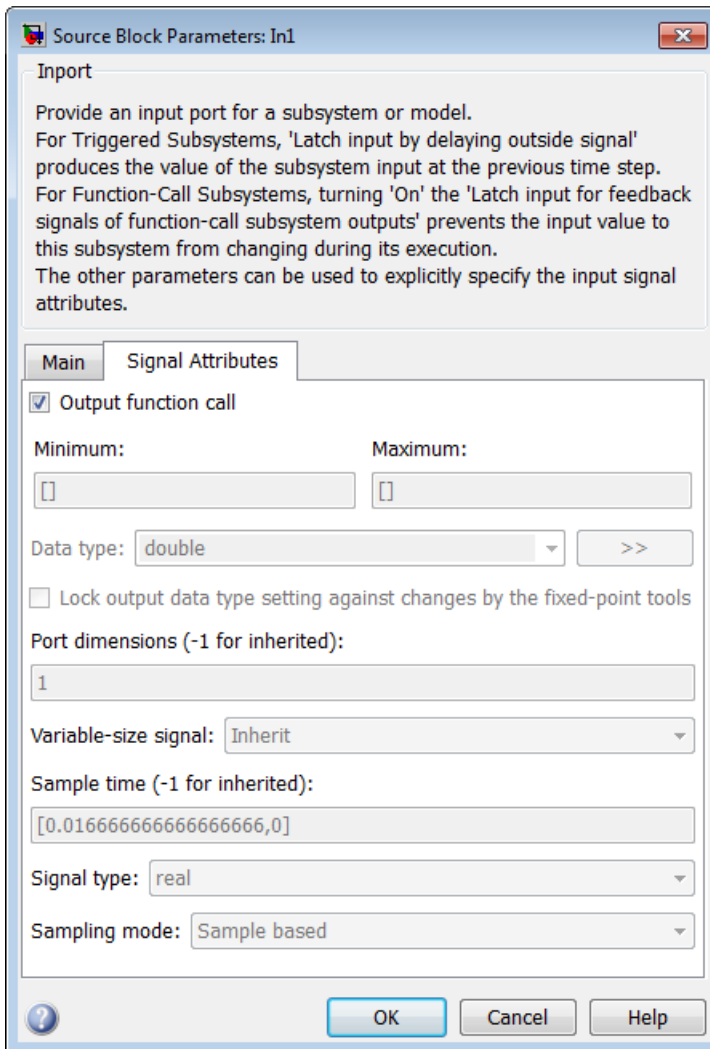 Source Block Parameters: In1
Inport
Provide an input port for a subsystem or model.
For Triggered Subsystems, 'Latch input by delaying outside signal'
produces the value of the subsystem input at the previous time step.
For Function-Call Subsystems, turning 'On' the 'Latch input for feedback
signals of function-call subsystem outputs' prevents the input value to
this subsystem from changing during its execution.
The other parameters can be used to explicitly specify the input signal
attributes.
Main Signal Attributes
Output function call
Minimum: Maximum:
[] []
Data type: double >>
Lock output data type setting against changes by the fixed-point tools
Port dimensions (-1 for inherited):
1
Variable-size signal: Inherit
Sample time (-1 for inherited):
[0.016666666666666666,0]
Signal type: real
Sampling mode: Sample based
? OK Cancel Help